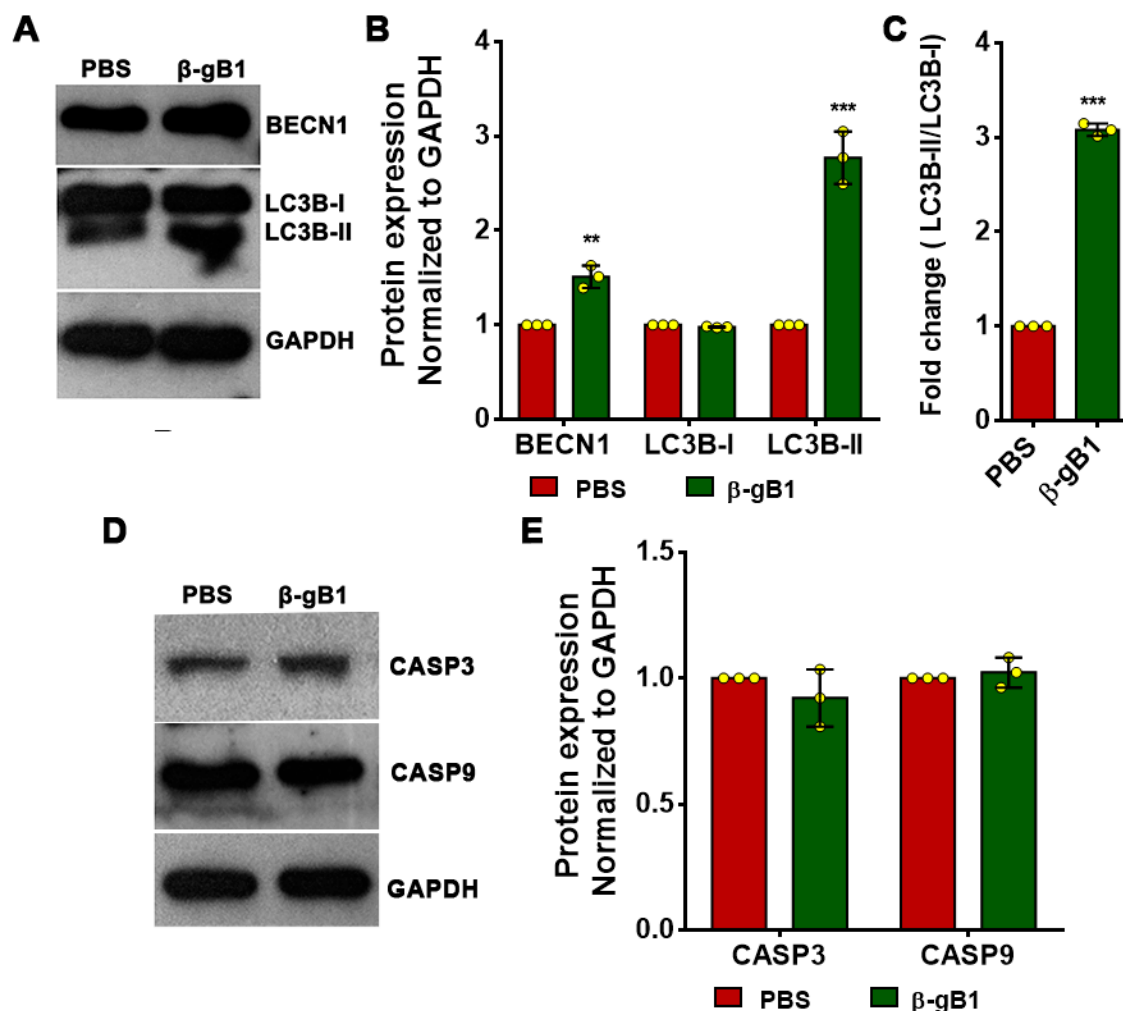 A
PBS β-gB1
BECN1
LC3B-I
LC3B-II
GAPDH
B
Protein expression
Normalized to GAPDH
4
3
2
1
0
**
***
BECN1 LC3B-I LC3B-II
PBS β-gB1
C
Fold change ( LC3B-II/LC3B-I)
4
3
2
1
0
***
PBS
β-gB1
D
PBS β-gB1
CASP3
CASP9
GAPDH
E
Protein expression
Normalized to GAPDH
1.5
1.0
0.5
0.0
CASP3 CASP9
PBS β-gB1